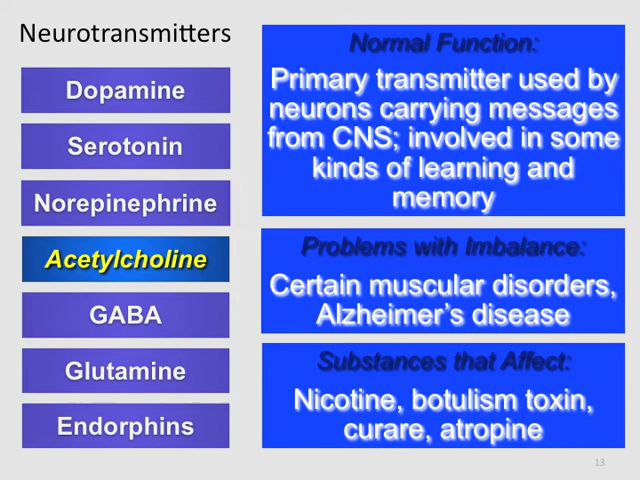 Neurotransmitters
Dopamine
Serotonin
Norepinephrine
Acetylcholine
GABA
Glutamine
Endorphins
Normal Function:
Primary transmitter used by
neurons carrying messages
from CNS; involved in some
kinds of learning and
memory
Problems with Imbalance:
Certain muscular disorders,
Alzheimer’s disease
Substances that Affect:
Nicotine, botulism toxin,
curare, atropine
13